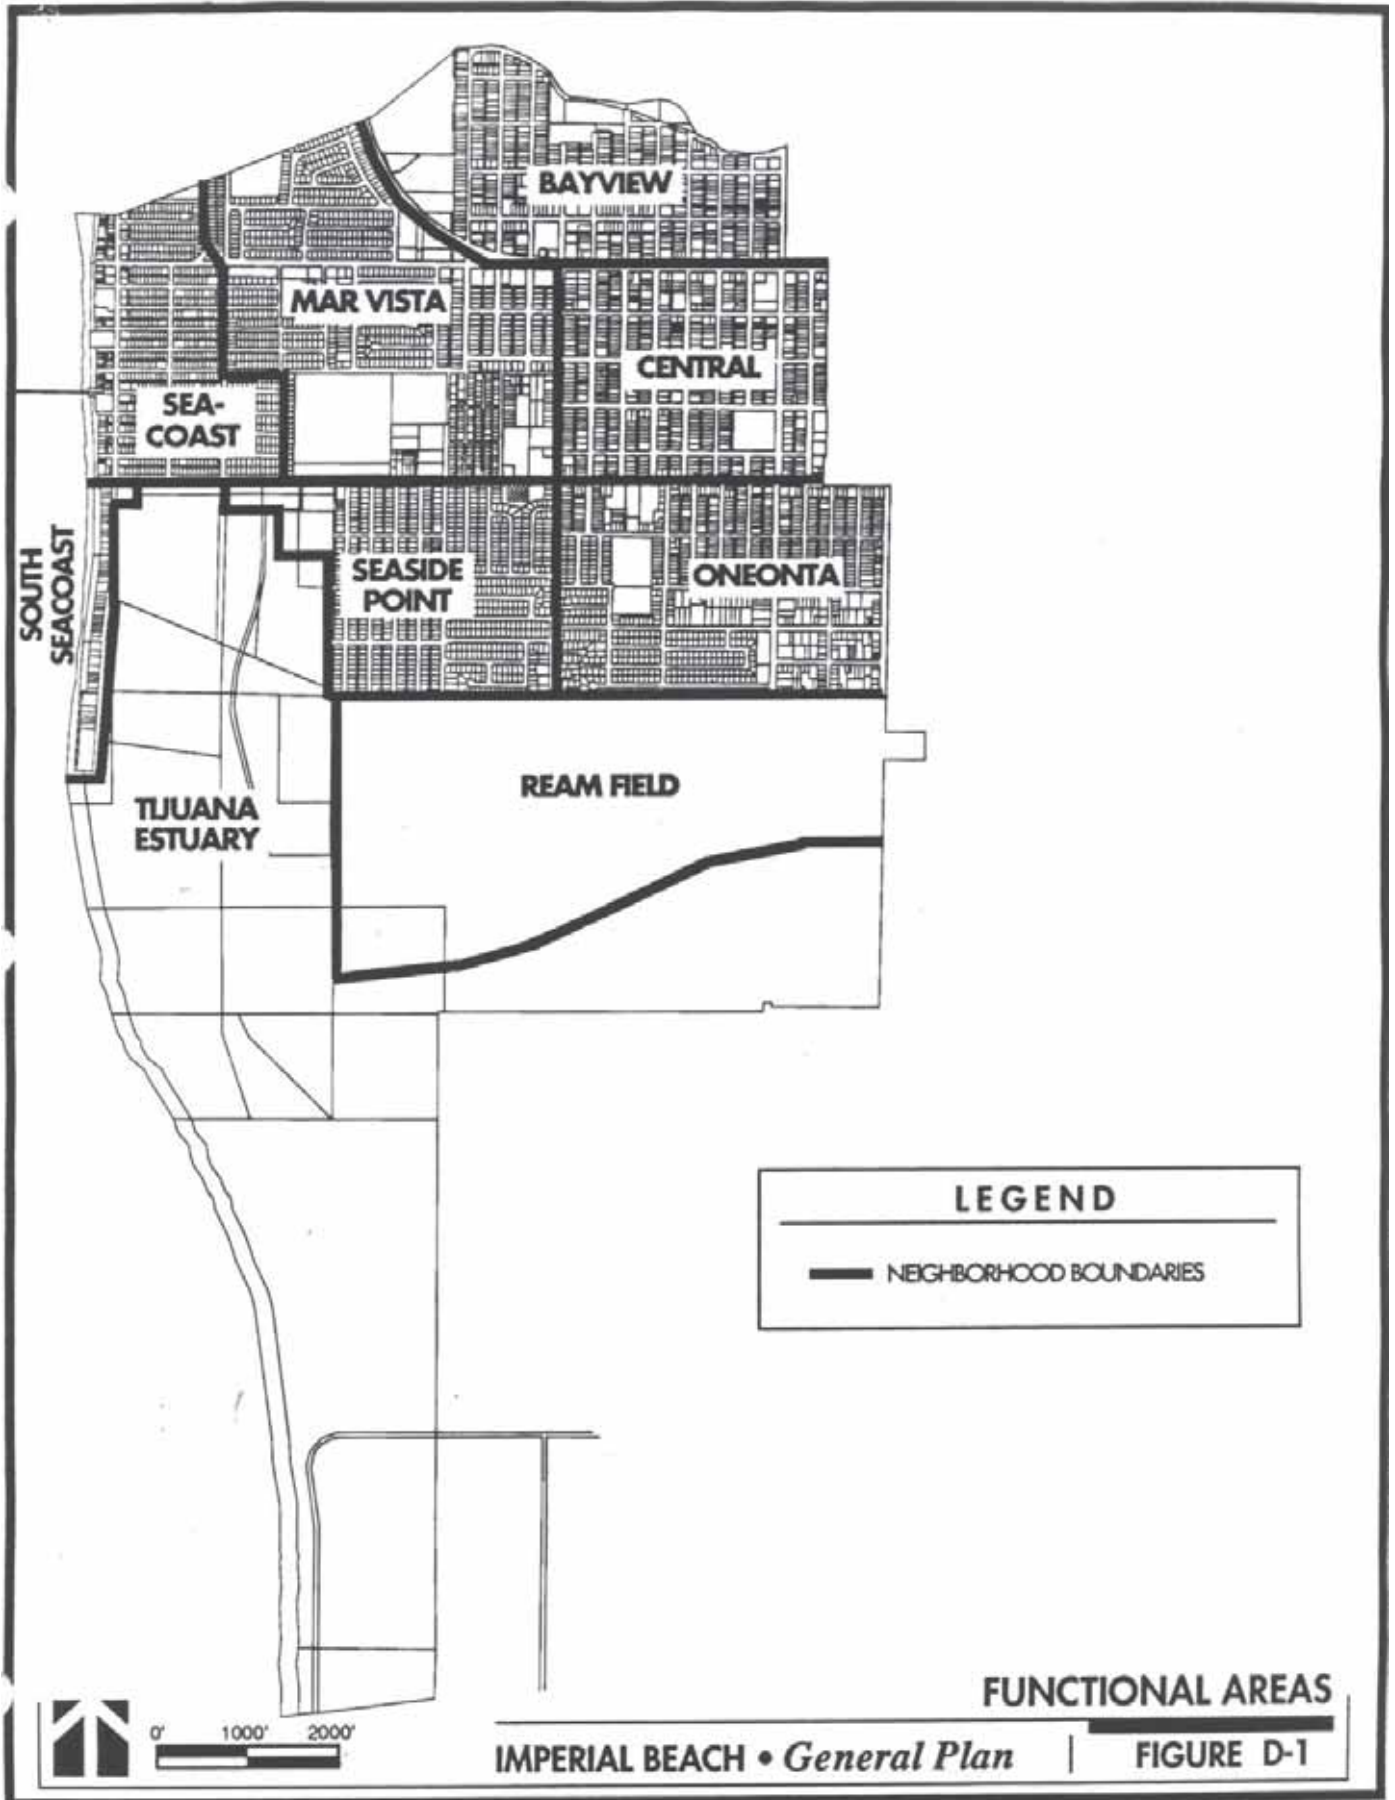 BAYVIEW
MAR VISTA
CENTRAL
SEA-
COAST
SOUTH
SEACOAST
SEASIDE
POINT
ONEONTA
TIJUANA
ESTUARY
REAM FIELD
LEGEND
NEIGHBORHOOD BOUNDARIES
FUNCTIONAL AREAS
0' 1000' 2000'
IMPERIAL BEACH • General Plan
FIGURE D-1